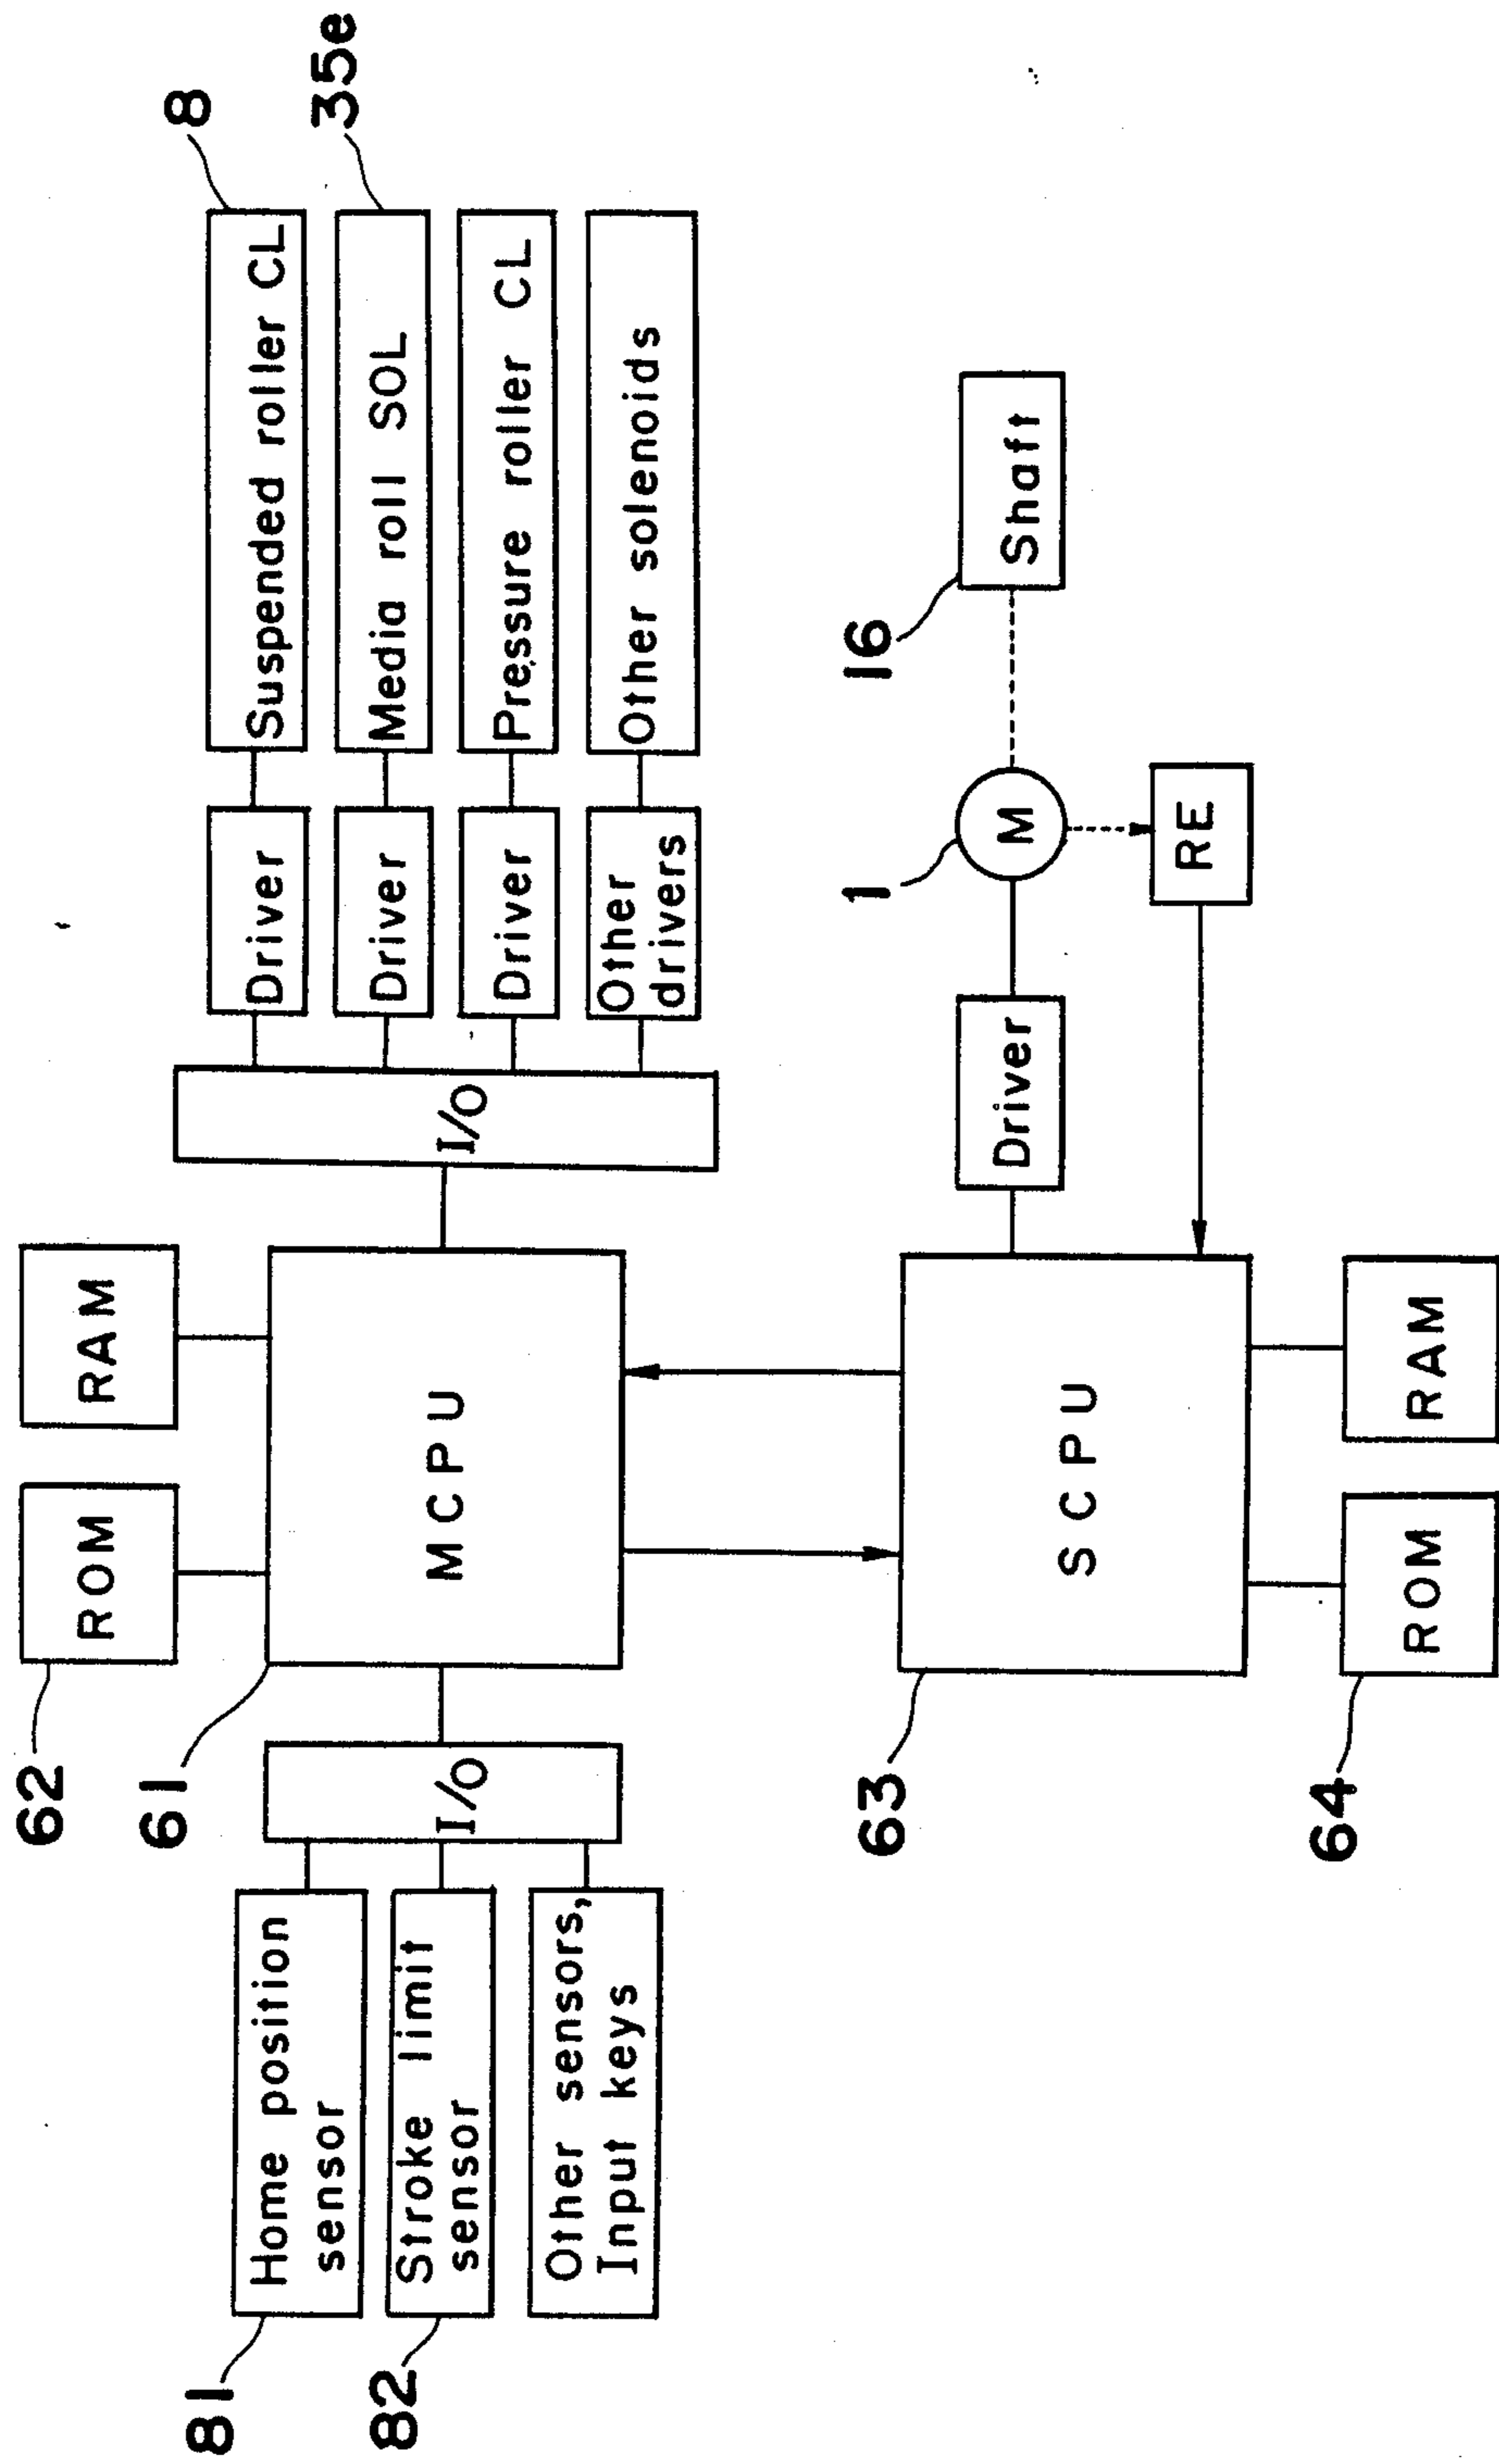 62
ROM
RAM
61
MCPU
81
Home position
sensor
82
Stroke limit
sensor
Other sensors,
Input keys
I/O
I/O
Driver
Suspended roller CL
8
Driver
Media roll SOL
35e
Driver
Pressure roller CL
Other
drivers
Other solenoids
63
SCPU
Driver
1
M
16
Shaft
RE
64
ROM
RAM